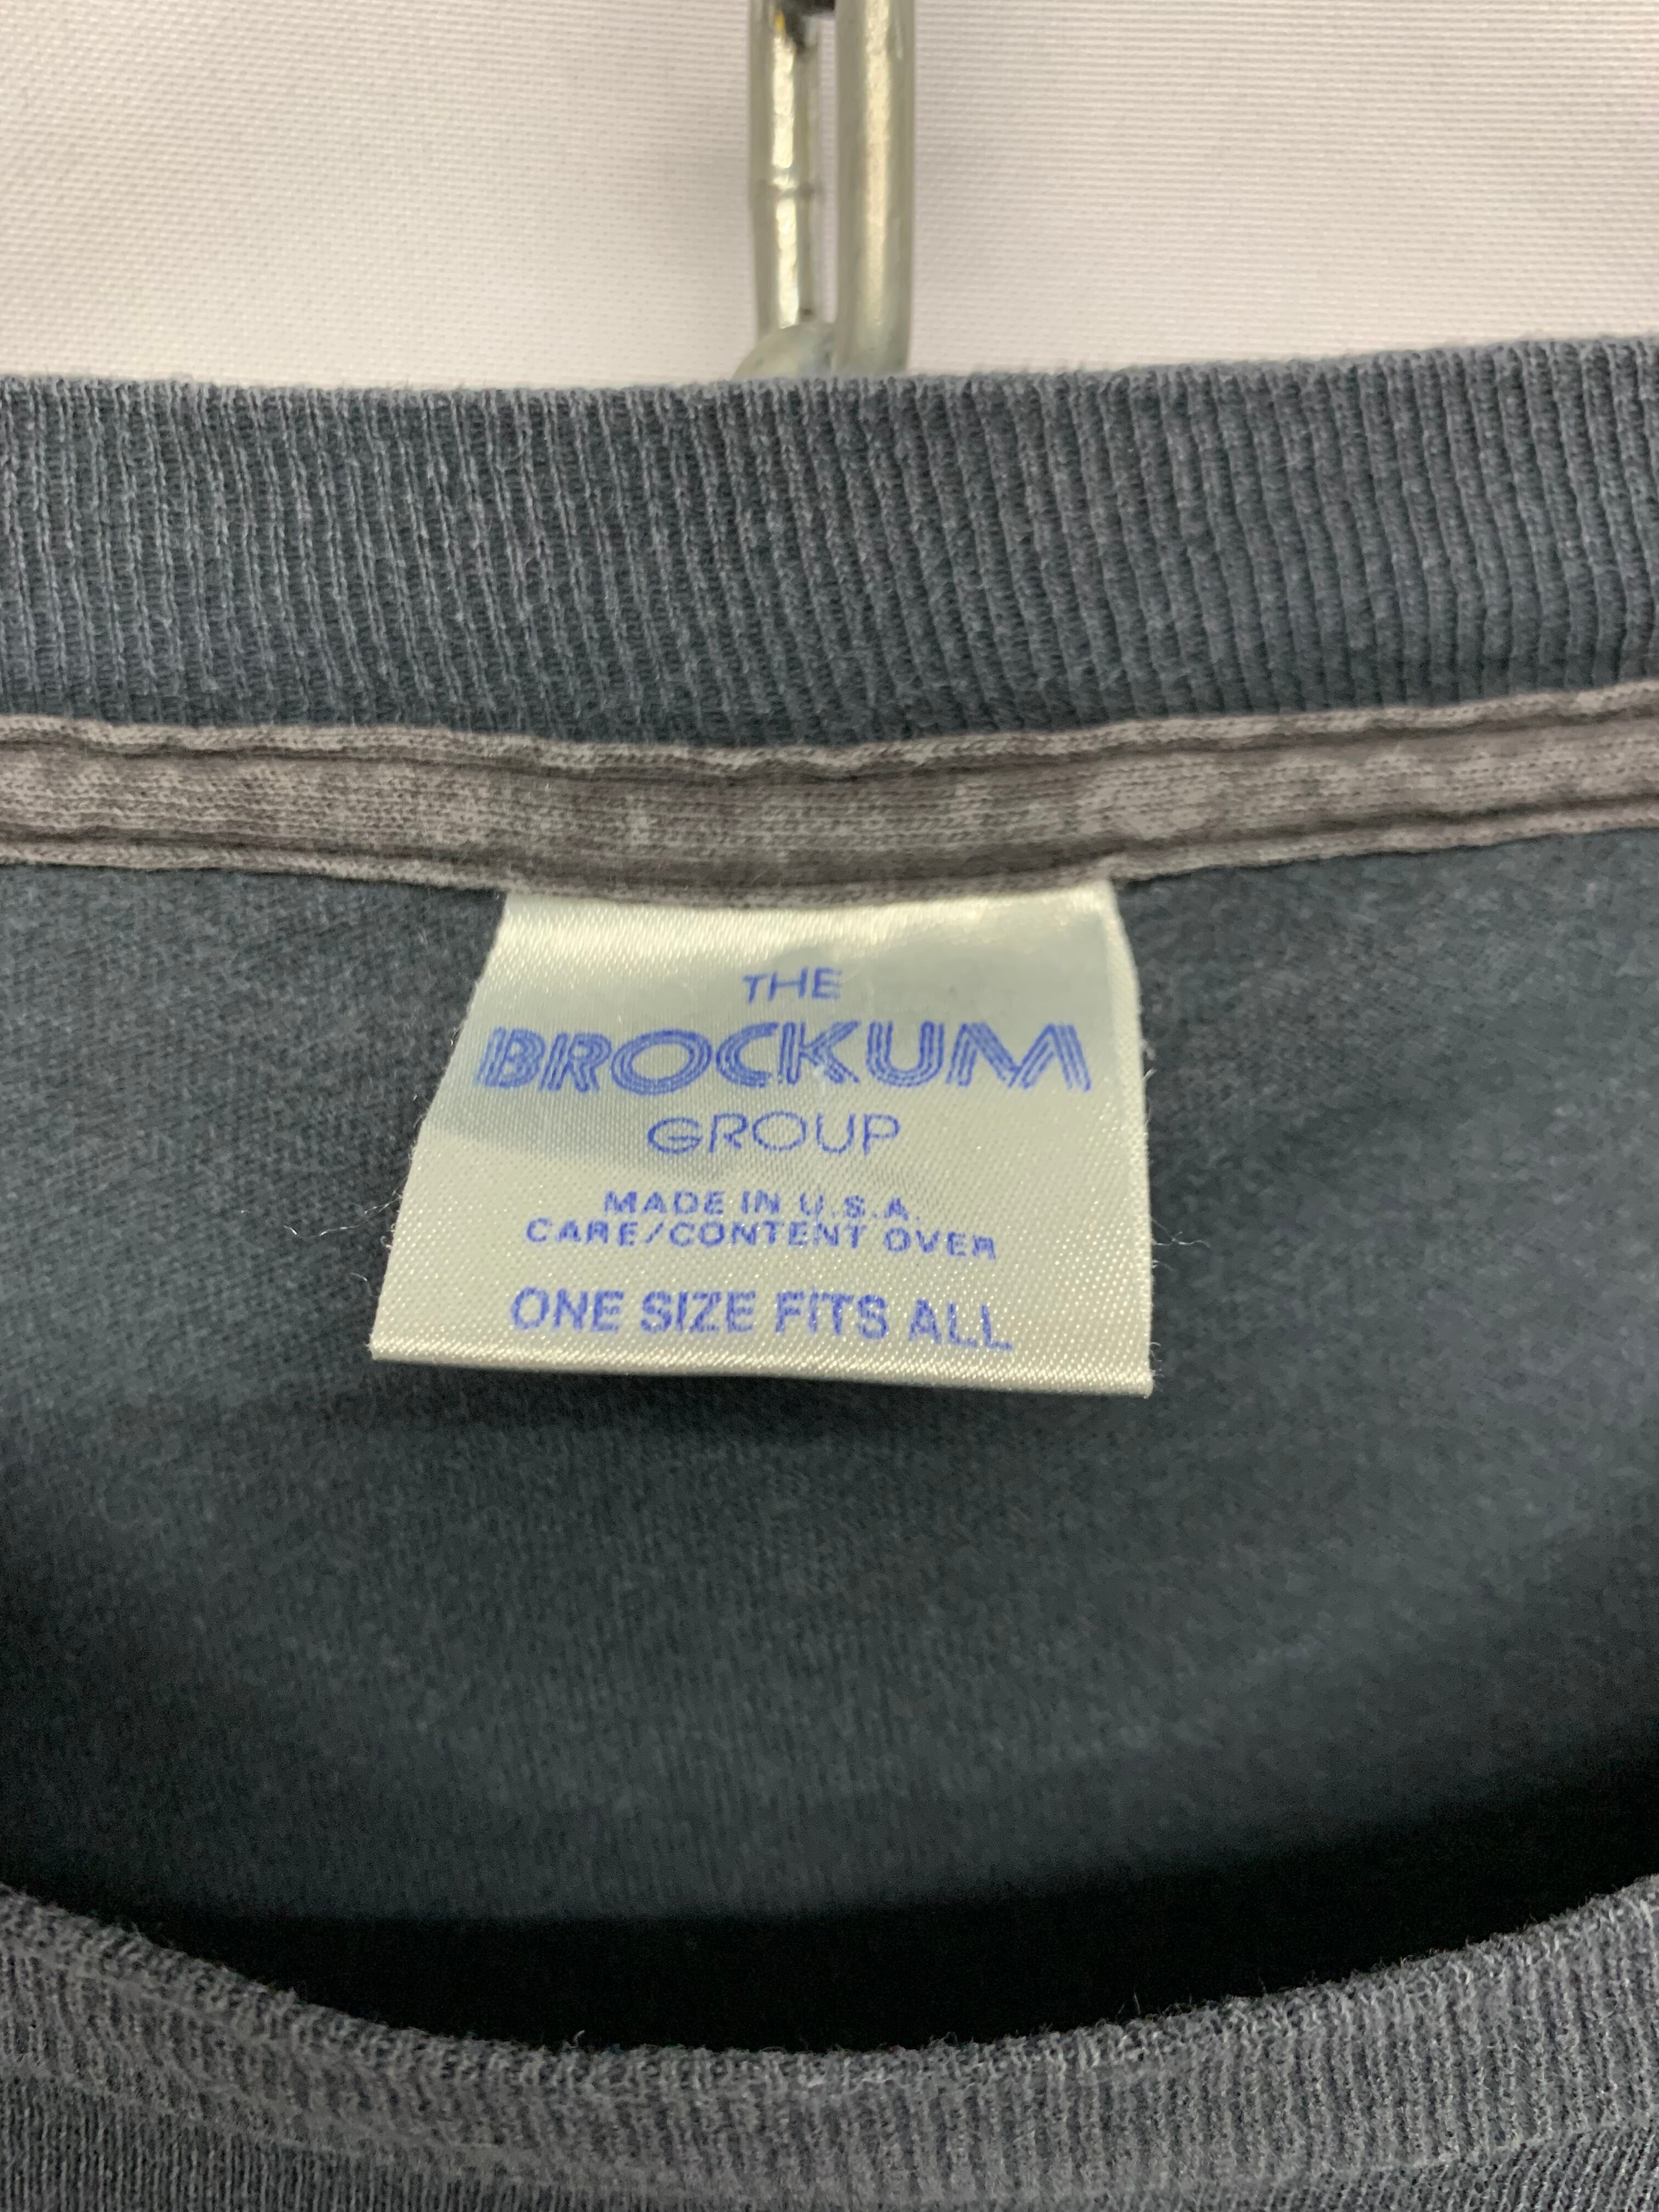 THE
BROCKUM
GROUP
MADE IN U.S.A.
CARE/CONTENT OVER
ONE SIZE FITS ALL